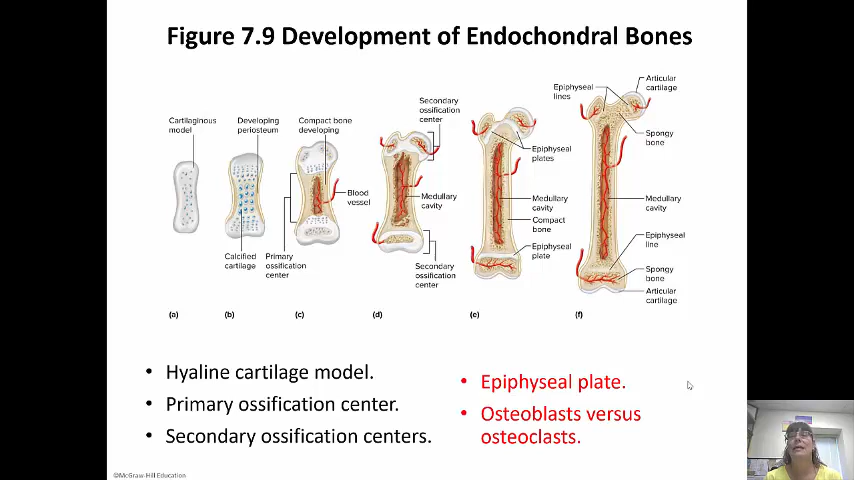 Figure 7.9 Development of Endochondral Bones
Cartilaginous
model
Developing
periosteum
Compact bone
developing
Secondary
ossification
center
Epiphyseal
lines
Articular
cartilage
Epiphyseal
plates
Spongy
bone
Blood
vessel
Medullary
cavity
Medullary
cavity
Compact
bone
Medullary
cavity
Calcified
cartilage
Primary
ossification
center
Secondary
ossification
center
Epiphyseal
plate
Epiphyseal
line
Spongy
bone
Articular
cartilage
(a)
(b)
(c)
(d)
(e)
(f)
• Hyaline cartilage model.
• Primary ossification center.
• Secondary ossification centers.
• Epiphyseal plate.
• Osteoblasts versus
osteoclasts.
©McGraw-Hill Education